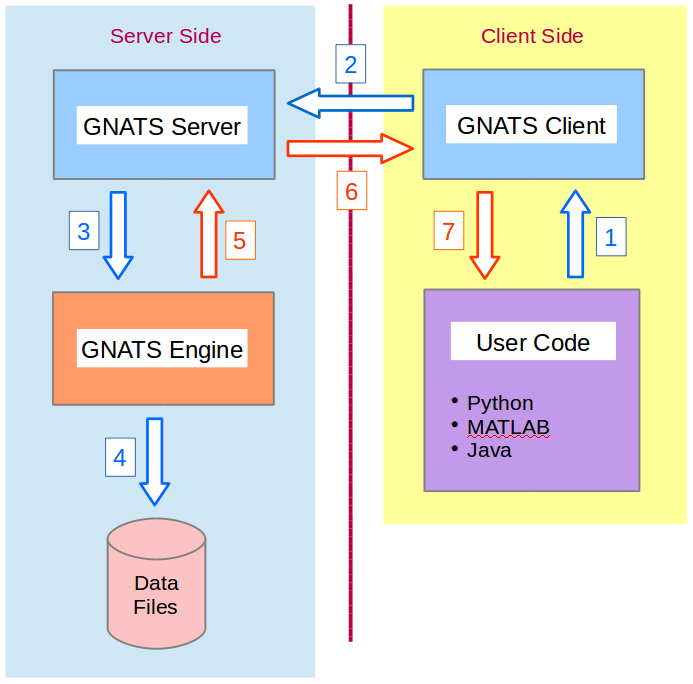 Server Side
Client Side
2
GNATS Server
GNATS Client
6
3
5
7
1
GNATS Engine
User Code
• Python
• MATLAB
• Java
4
Data
Files